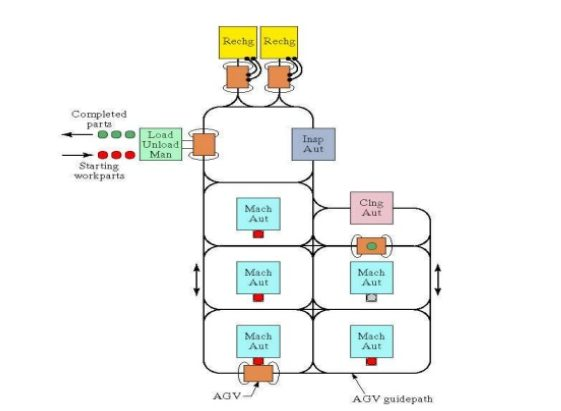 Rechg Rechg
Completed
parts
Load
Unload
Man
Starting
workparts
Insp
Aut
Clng
Aut
Mach
Aut
Mach
Aut
Mach
Aut
Mach
Aut
Mach
Aut
AGV
AGV guidepath